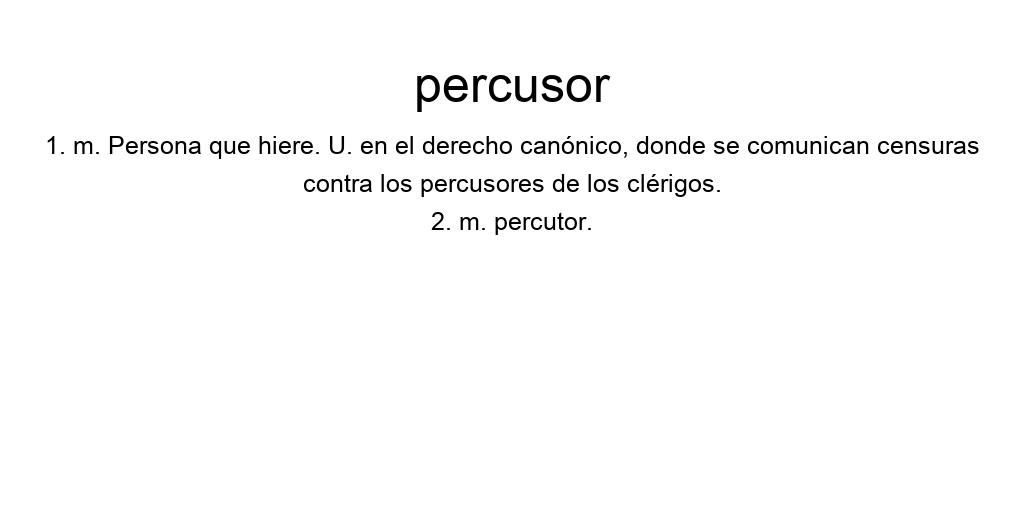 percusor
1. m. Persona que hiere. U. en el derecho canónico, donde se comunican censuras
contra los percusores de los clérigos.
2. m. percutor.